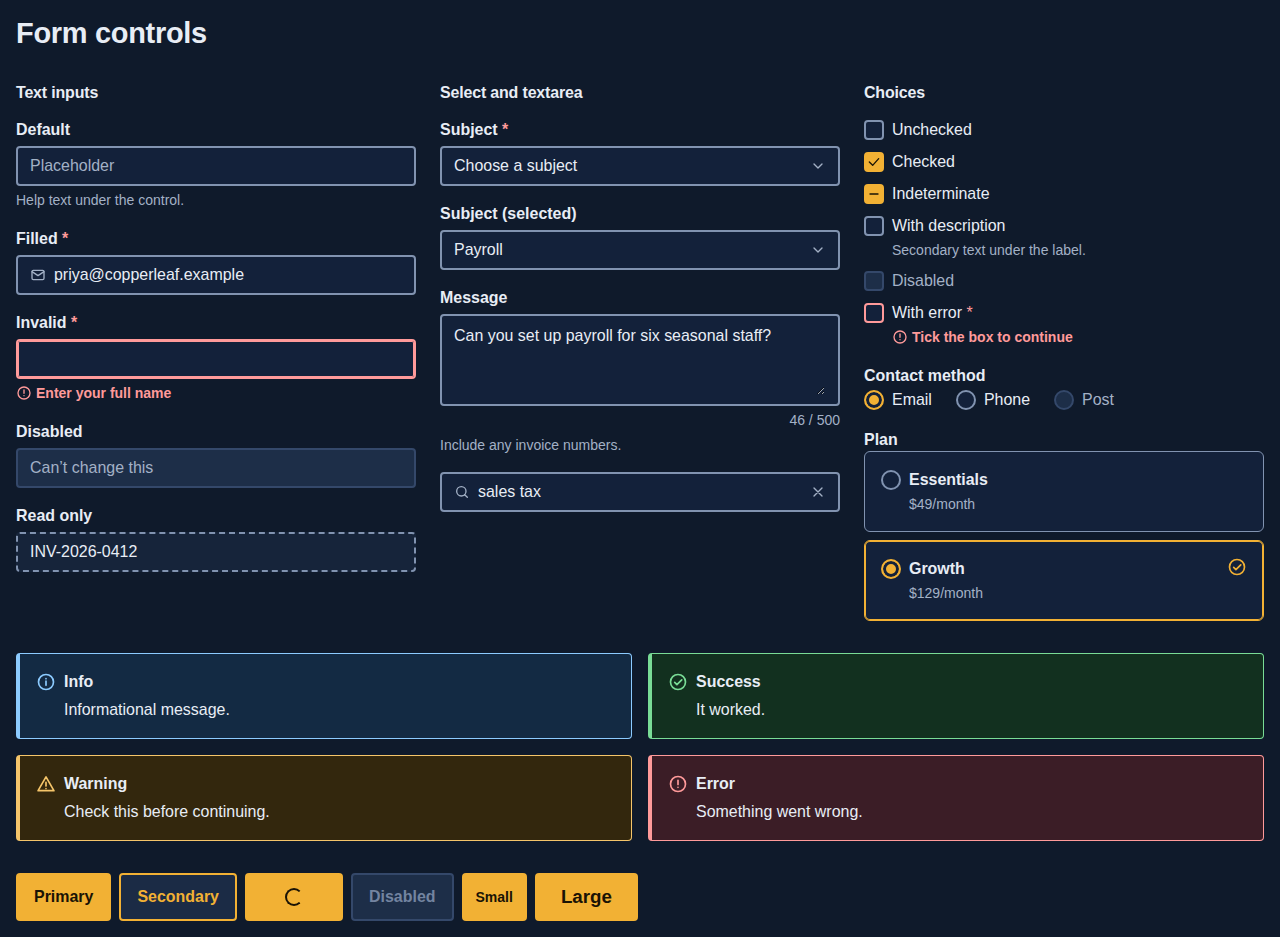 Form controls
Text inputs
Default
Placeholder
Help text under the control.
Filled *
priya@copperleaf.example
Invalid *
Enter your full name
Disabled
Can’t change this
Read only
INV-2026-0412
Select and textarea
Subject *
Choose a subject
Subject (selected)
Payroll
Message
Can you set up payroll for six seasonal staff?
46 / 500
Include any invoice numbers.
sales tax
Choices
Unchecked
Checked
Indeterminate
With description
Secondary text under the label.
Disabled
With error *
Tick the box to continue
Contact method
Email Phone Post
Plan
Essentials
$49/month
Growth
$129/month
Info
Informational message.
Success
It worked.
Warning
Check this before continuing.
Error
Something went wrong.
Primary Secondary Disabled Small Large